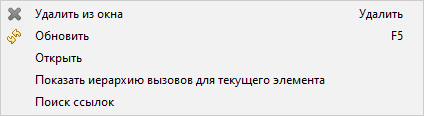 Удалить из окна Удалить
Обновить F5
Открыть
Показать иерархию вызовов для текущего элемента
Поиск ссылок